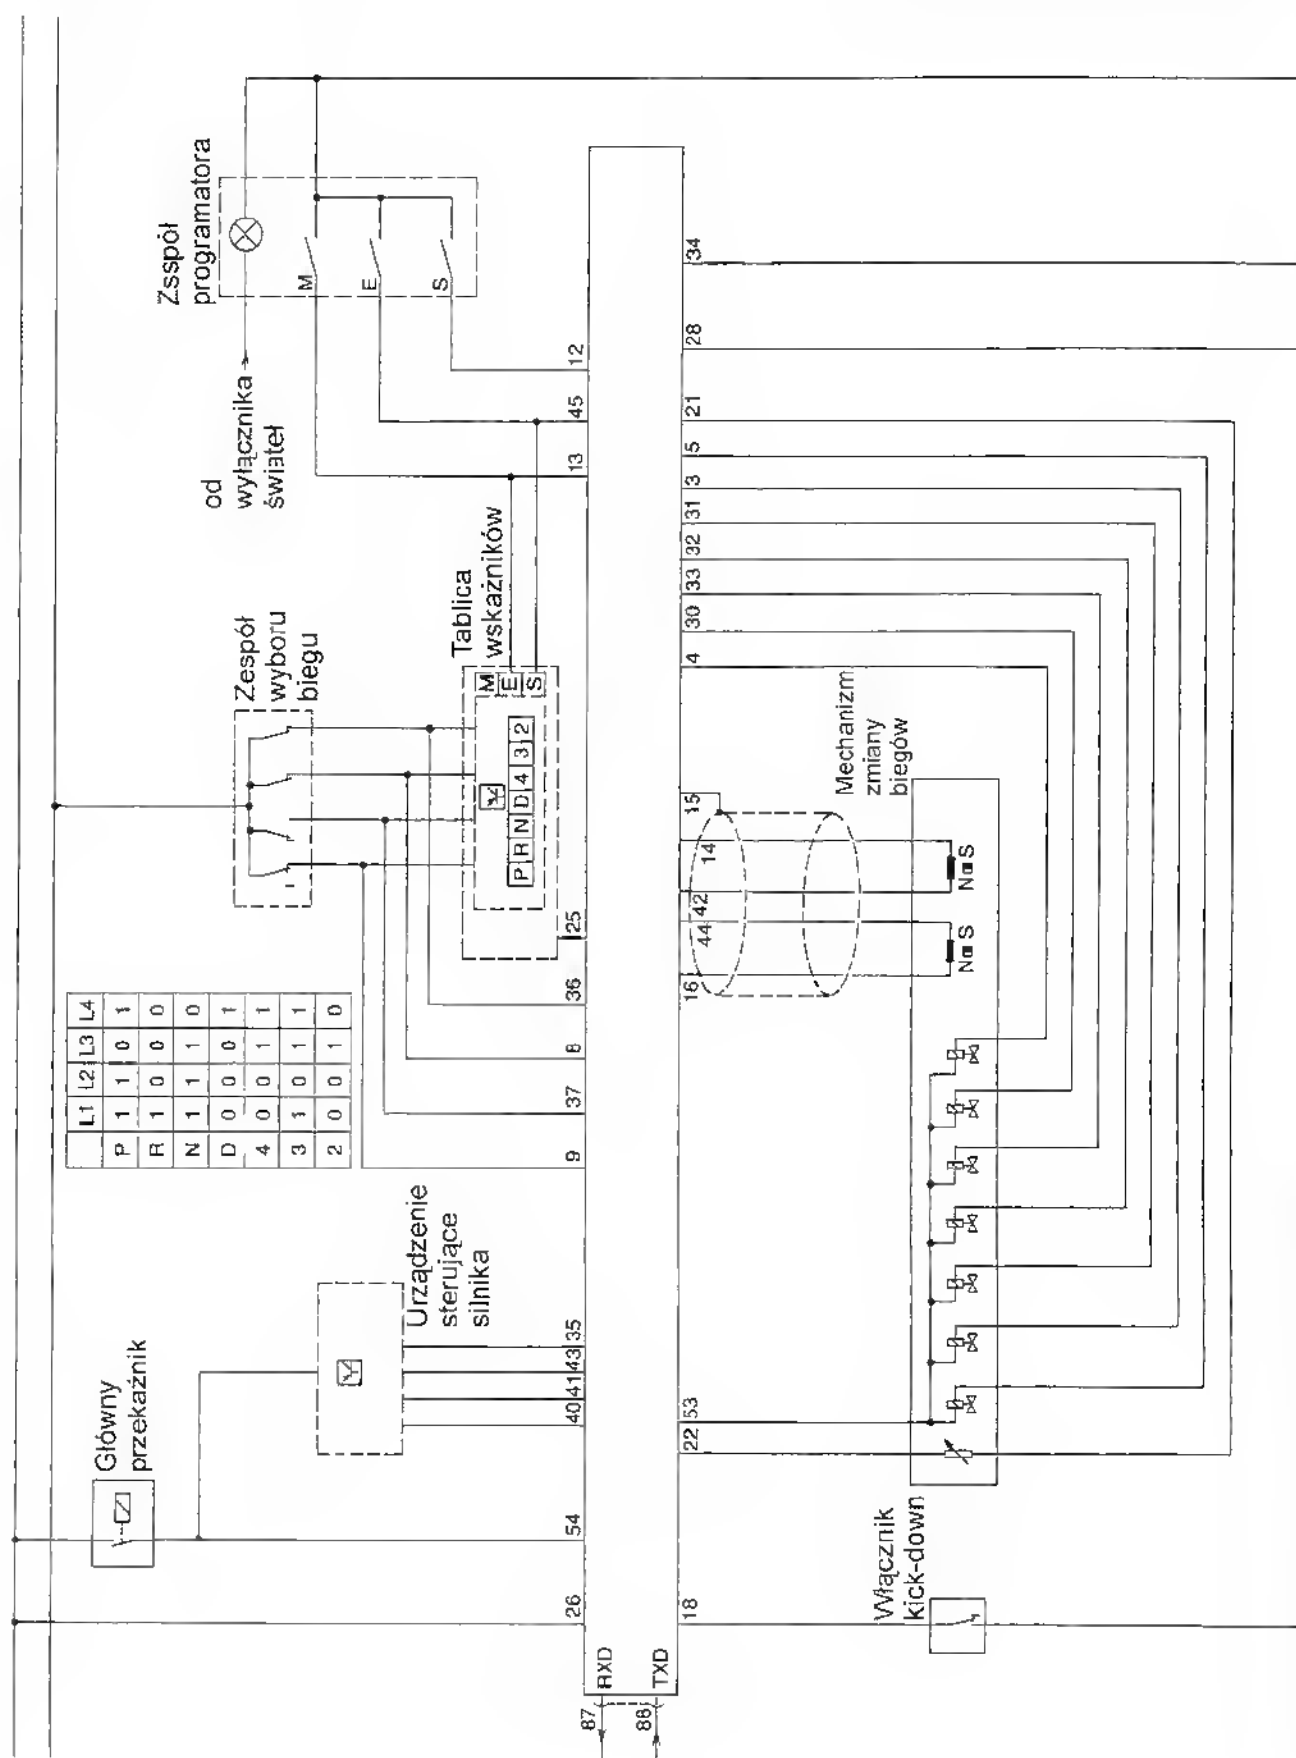 Główny
przekażnik
L1 L2 L3 L4
P 1 1 0 1
R 1 0 0 0
N 1 1 1 0
D 0 0 0 1
4 0 0 1 1
3 1 0 1 1
2 0 0 1 0
Zespół
wyboru
biegu
od
wyłącznika
świateł
Zsspół
programatora
M
E
S
Urządzenie
sterujące
silnika
Tablica
wskażników
M
E
S
P R N D 4 3 2
26 54 40 41 43 35 9 37 8 36 25 13 45 12
87 RXD
88 TXD
18 22 53 16 44 42 14 15 4 30 33 32 31 3 5 21 28 34
Mechanizm
zmiany
biegów
N S N S
Włącznik
kick-down